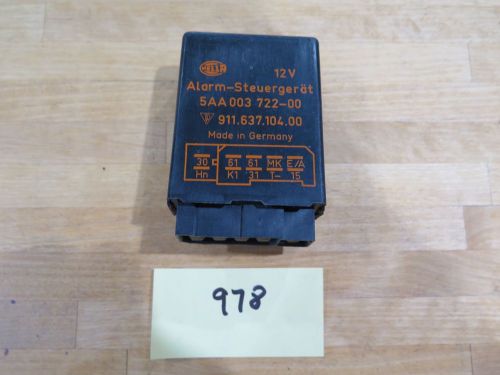 HELLA 12V
Alarm-Steuergerät
5AA 003 722-00
911.637.104.00
Made in Germany
30 61 61 MK E/A
Hn K1 31 T- 15
978